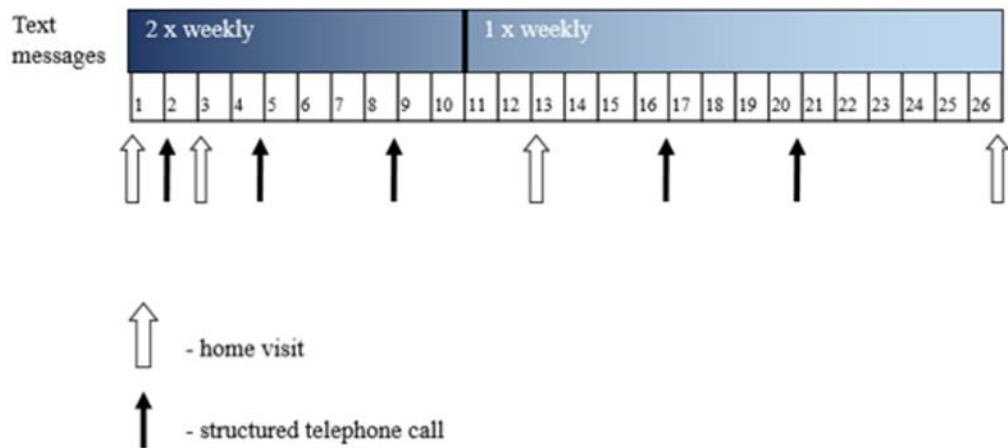 Text
messages
2 x weekly
1 x weekly
1 2 3 4 5 6 7 8 9 10 11 12 13 14 15 16 17 18 19 20 21 22 23 24 25 26
- home visit
- structured telephone call